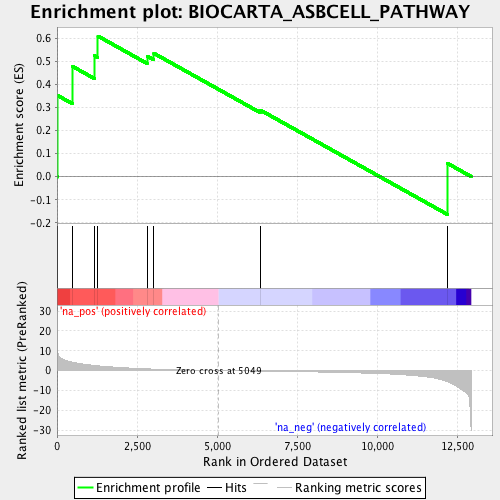 Enrichment plot: BIOCARTA_ASBCELL_PATHWAY
Enrichment score (ES)
0.6
0.5
0.4
0.3
0.2
0.1
0.0
-0.1
-0.2
'na_pos' (positively correlated)
Ranked list metric (PreRanked)
30
20
10
0
-10
-20
-30
Zero cross at 5049
'na_neg' (negatively correlated)
0 2,500 5,000 7,500 10,000 12,500
Rank in Ordered Dataset
Enrichment profile Hits Ranking metric scores